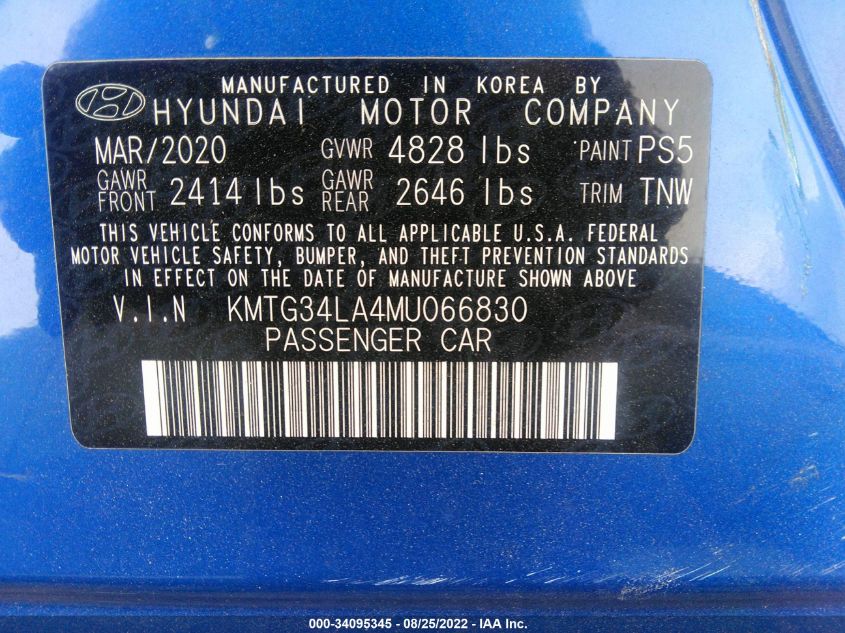 MANUFACTURED IN KOREA BY
HYUNDAI MOTOR COMPANY
MAR/2020 GVWR 4828 lbs PAINT PS5
GAWR FRONT 2414 lbs GAWR REAR 2646 lbs TRIM TNW
THIS VEHICLE CONFORMS TO ALL APPLICABLE U.S.A. FEDERAL
MOTOR VEHICLE SAFETY, BUMPER, AND THEFT PREVENTION STANDARDS
IN EFFECT ON THE DATE OF MANUFACTURE SHOWN ABOVE
V.I.N KMTG34LA4MU066830
PASSENGER CAR
000-34095345 - 08/25/2022 - IAA Inc.